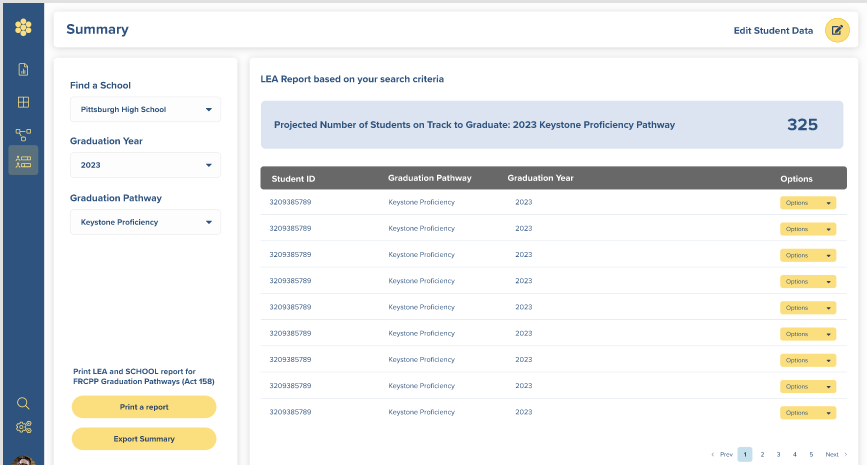 Summary
Edit Student Data
Find a School
Pittsburgh High School
Graduation Year
2023
Graduation Pathway
Keystone Proficiency
Print LEA and SCHOOL report for
FRCPP Graduation Pathways (Act 158)
Print a report
Export Summary
LEA Report based on your search criteria
Projected Number of Students on Track to Graduate: 2023 Keystone Proficiency Pathway 325
Student ID Graduation Pathway Graduation Year Options
3209385789 Keystone Proficiency 2023 Options
3209385789 Keystone Proficiency 2023 Options
3209385789 Keystone Proficiency 2023 Options
3209385789 Keystone Proficiency 2023 Options
3209385789 Keystone Proficiency 2023 Options
3209385789 Keystone Proficiency 2023 Options
3209385789 Keystone Proficiency 2023 Options
3209385789 Keystone Proficiency 2023 Options
3209385789 Keystone Proficiency 2023 Options
‹ Prev 1 2 3 4 5 Next ›